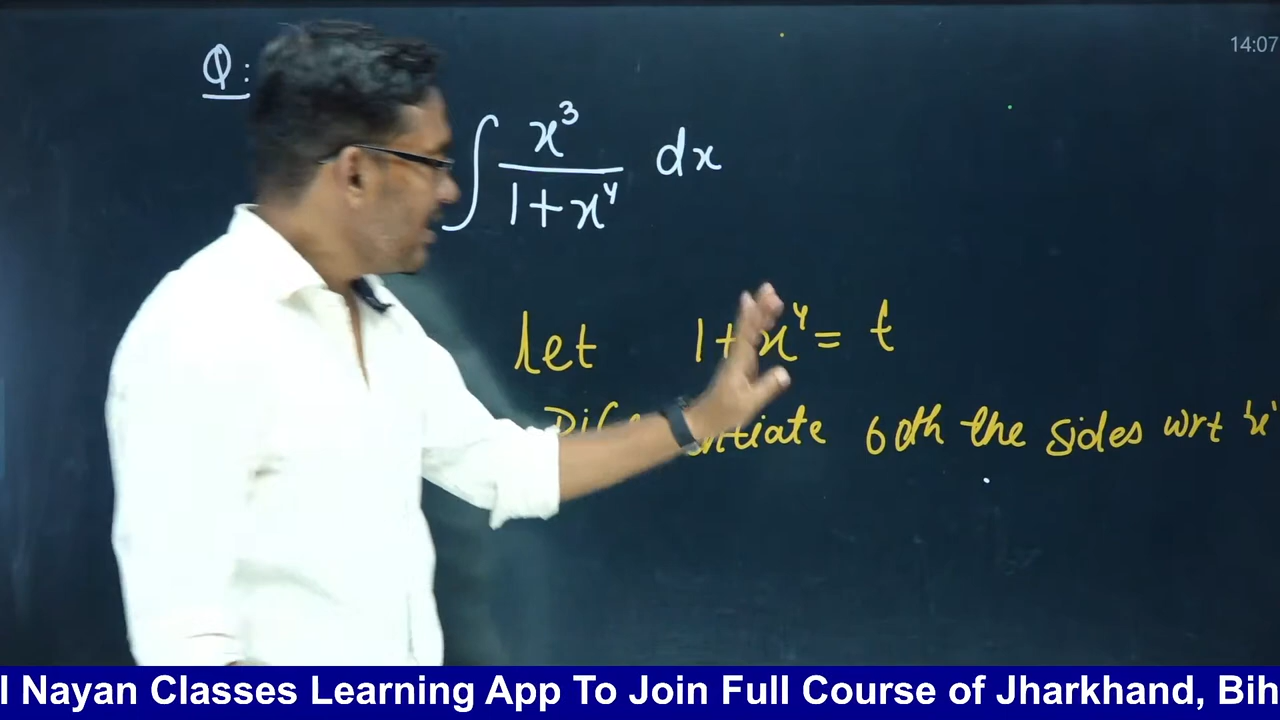 14:07
Q:
∫ x³/(1+x⁴) dx
let 1+x⁴ = t
both the sides wrt 'x'
l Nayan Classes Learning App To Join Full Course of Jharkhand, Bih